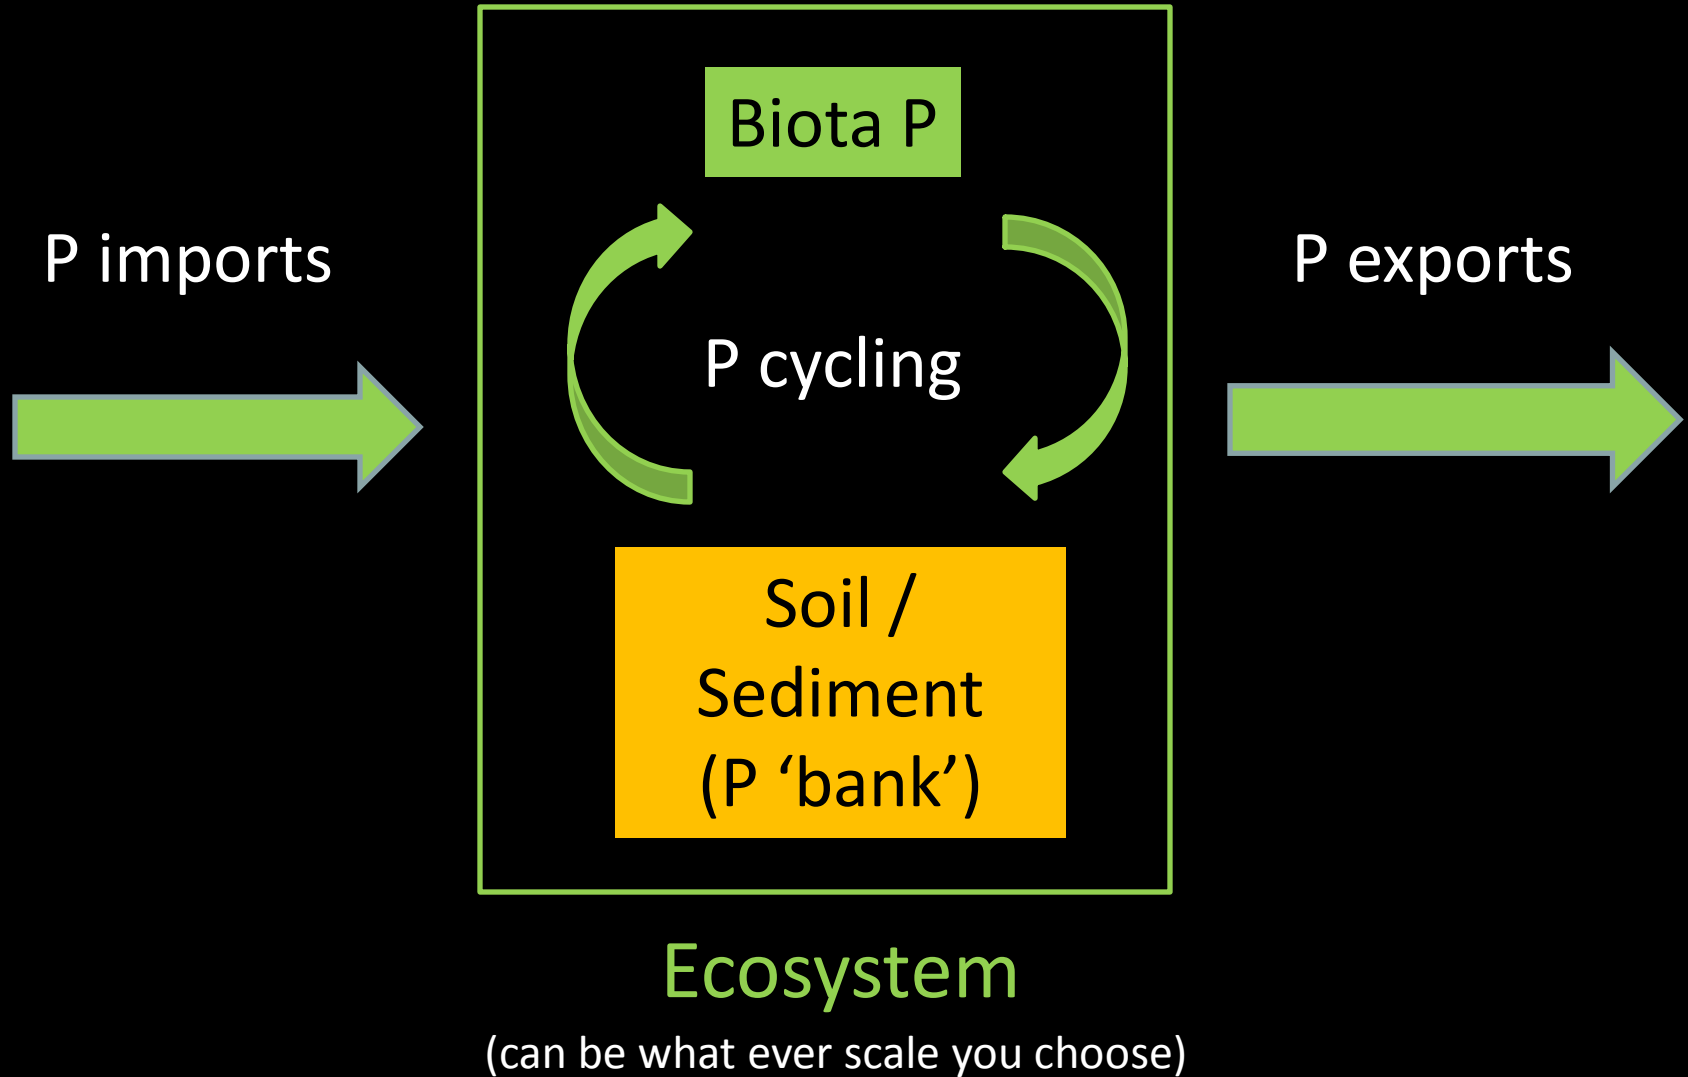 Biota P
P imports
P exports
P cycling
Soil /
Sediment
(P ‘bank’)
Ecosystem
(can be what ever scale you choose)